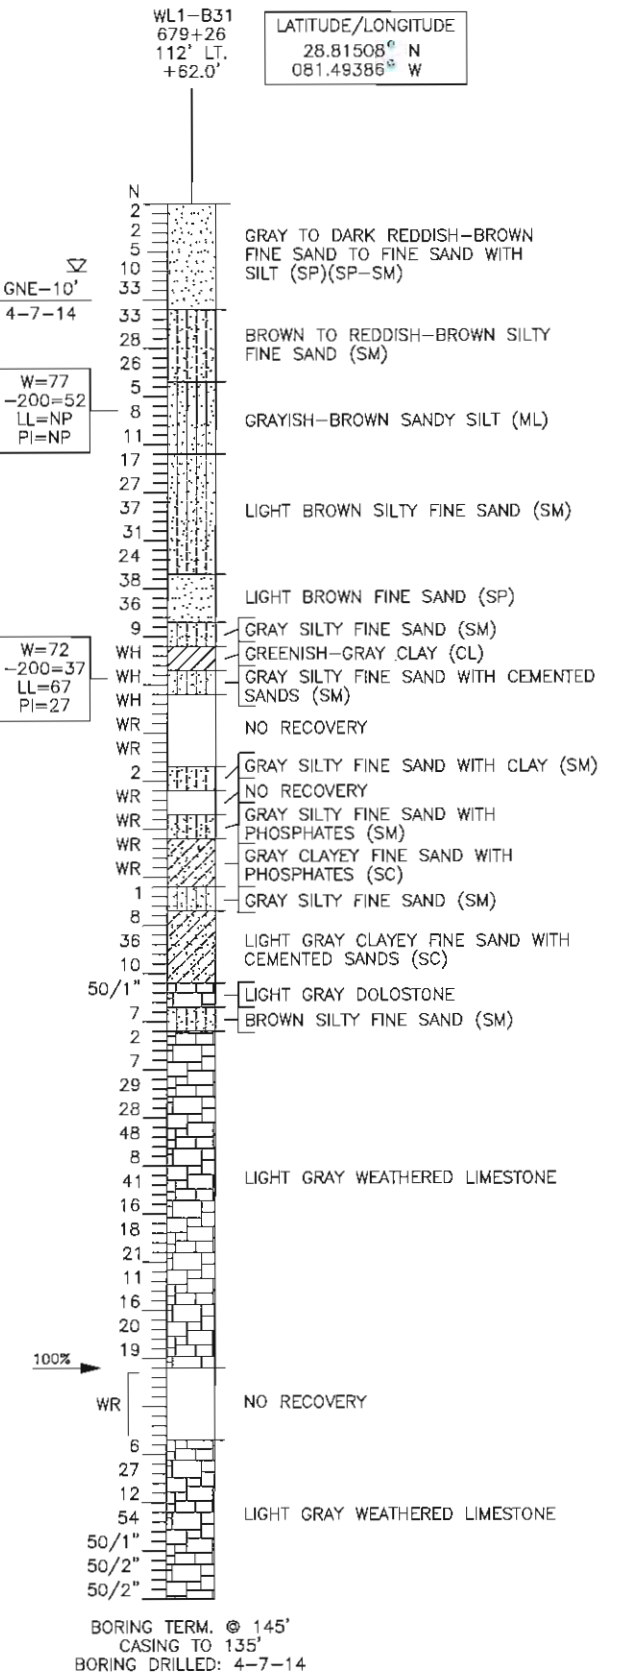 WL1-B31
679+26
112' LT.
+62.0'
LATITUDE/LONGITUDE
28.81508° N
081.49386° W
N
2
2
5
10
33
GNE-10'
4-7-14
GRAY TO DARK REDDISH-BROWN
FINE SAND TO FINE SAND WITH
SILT (SP)(SP-SM)
33
28
26
BROWN TO REDDISH-BROWN SILTY
FINE SAND (SM)
W=77
-200=52
LL=NP
PI=NP
5
8
11
GRAYISH-BROWN SANDY SILT (ML)
17
27
37
31
24
LIGHT BROWN SILTY FINE SAND (SM)
38
36
LIGHT BROWN FINE SAND (SP)
9
GRAY SILTY FINE SAND (SM)
WH
GREENISH-GRAY CLAY (CL)
W=72
-200=37
LL=67
PI=27
WH
GRAY SILTY FINE SAND WITH CEMENTED
SANDS (SM)
WH
WR
WR
NO RECOVERY
2
GRAY SILTY FINE SAND WITH CLAY (SM)
WR
NO RECOVERY
WR
GRAY SILTY FINE SAND WITH
PHOSPHATES (SM)
WR
WR
GRAY CLAYEY FINE SAND WITH
PHOSPHATES (SC)
1
GRAY SILTY FINE SAND (SM)
8
36
10
LIGHT GRAY CLAYEY FINE SAND WITH
CEMENTED SANDS (SC)
50/1"
LIGHT GRAY DOLOSTONE
7
BROWN SILTY FINE SAND (SM)
2
7
29
28
48
8
41
16
18
21
11
16
20
19
LIGHT GRAY WEATHERED LIMESTONE
100%
WR
NO RECOVERY
6
27
12
54
50/1"
50/2"
50/2"
LIGHT GRAY WEATHERED LIMESTONE
BORING TERM. @ 145'
CASING TO 135'
BORING DRILLED: 4-7-14